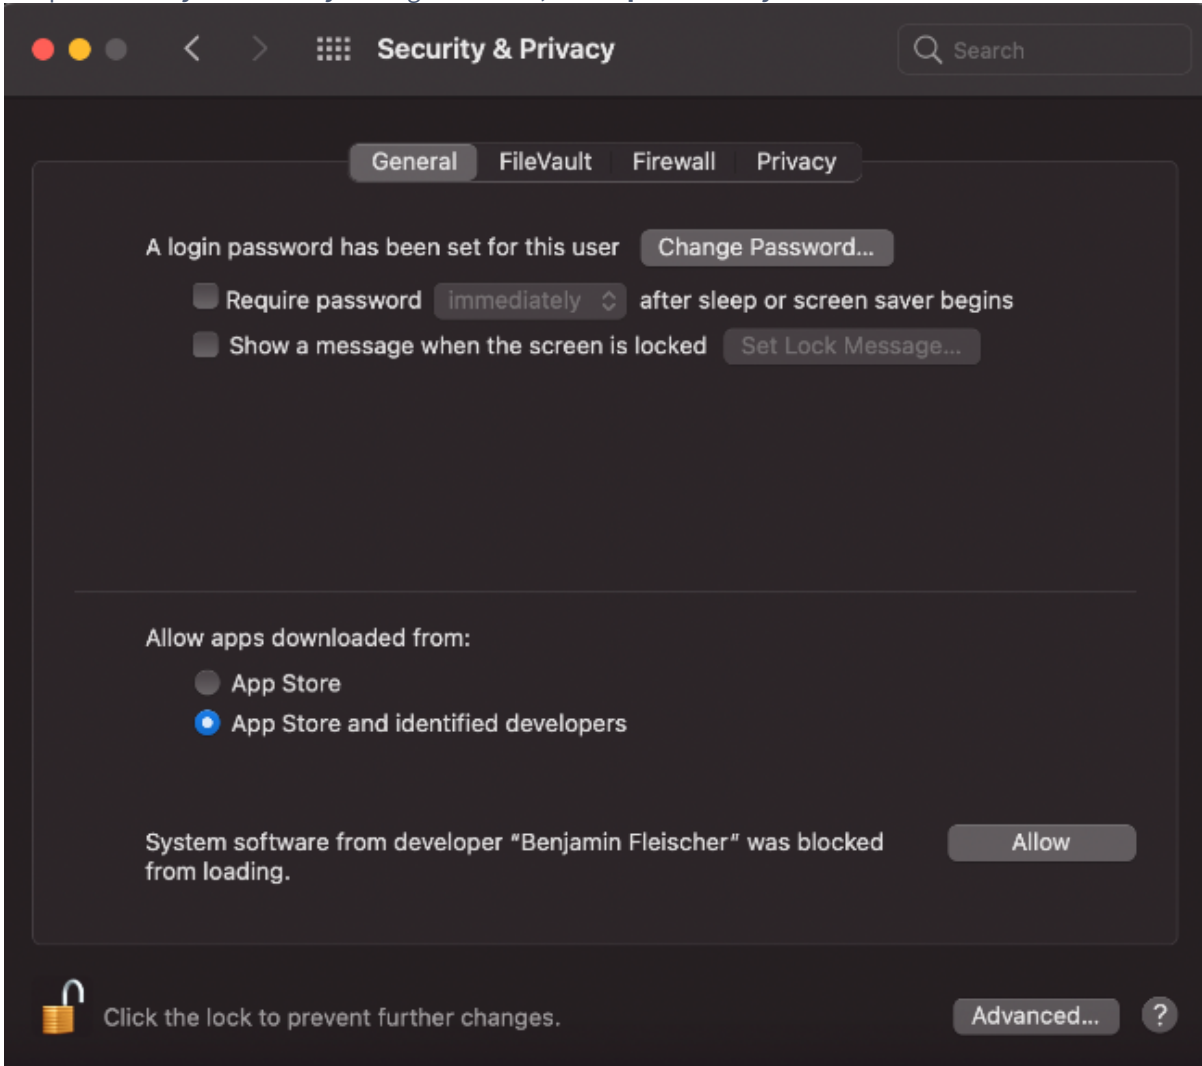 Security & Privacy
Search
General FileVault Firewall Privacy
A login password has been set for this user Change Password...
Require password immediately after sleep or screen saver begins
Show a message when the screen is locked Set Lock Message...
Allow apps downloaded from:
App Store
App Store and identified developers
System software from developer "Benjamin Fleischer" was blocked Allow
from loading.
Click the lock to prevent further changes. Advanced... ?